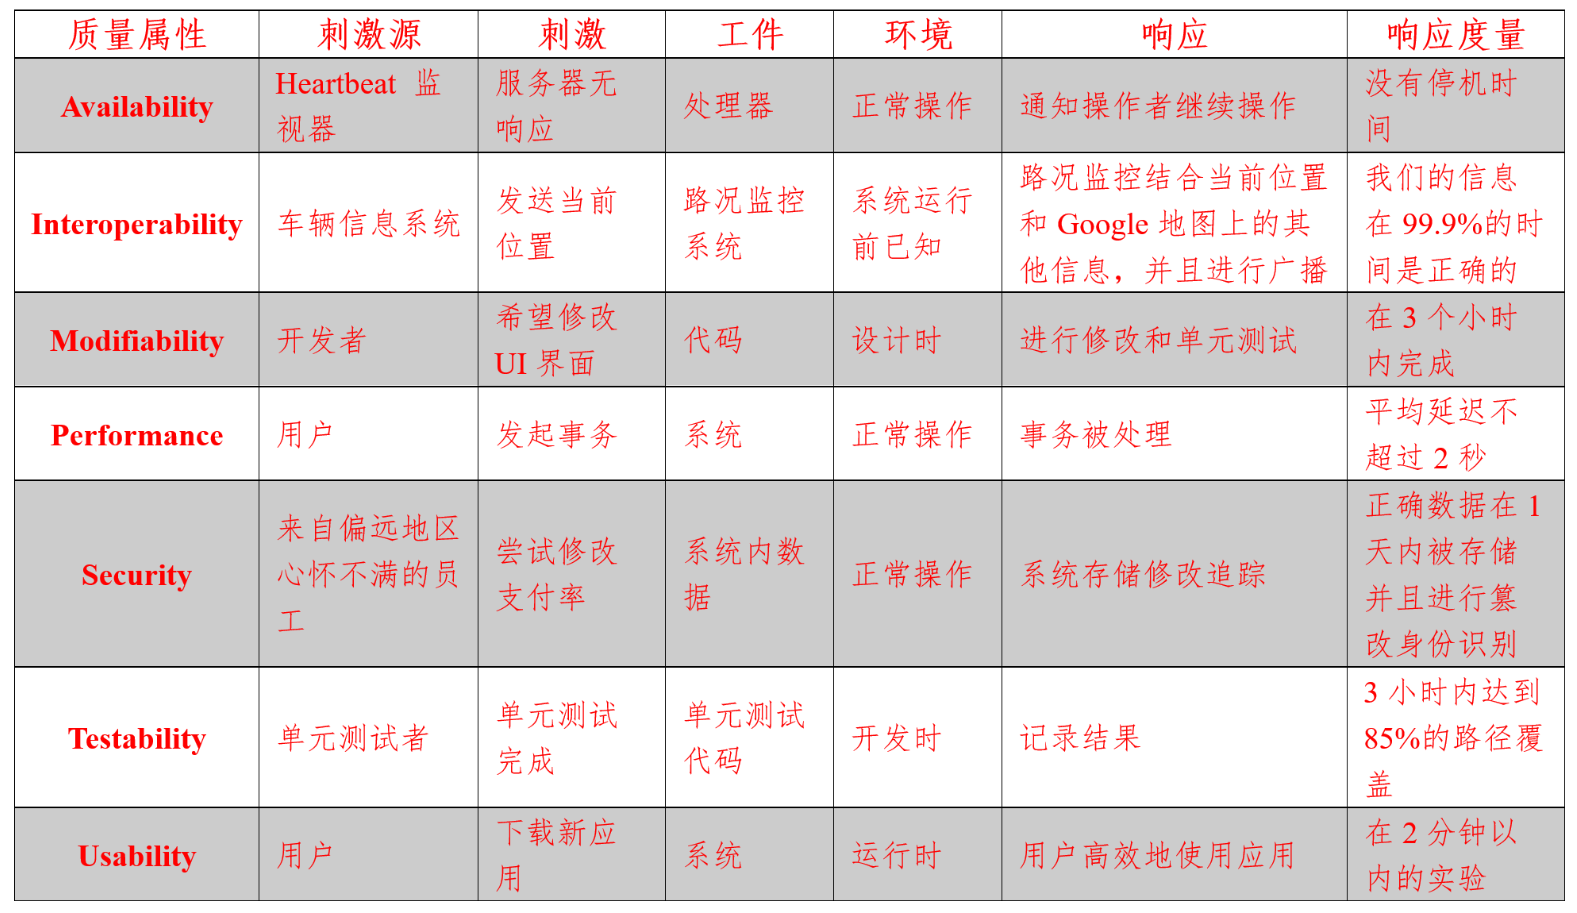 质量属性 刺激源 刺激 工件 环境 响应 响应度量
Availability
Heartbeat 监
视器
服务器无
响应
处理器
正常操作
通知操作者继续操作
没有停机时
间
Interoperability
车辆信息系统
发送当前
位置
路况监控
系统
系统运行
前已知
路况监控结合当前位置
和 Google 地图上的其
他信息，并且进行广播
我们的信息
在 99.9%的时
间是正确的
Modifiability
开发者
希望修改
UI 界面
代码
设计时
进行修改和单元测试
在 3 个小时
内完成
Performance
用户
发起事务
系统
正常操作
事务被处理
平均延迟不
超过 2 秒
Security
来自偏远地区
心怀不满的员
工
尝试修改
支付率
系统内数
据
正常操作
系统存储修改追踪
正确数据在 1
天内被存储
并且进行篡
改身份识别
Testability
单元测试者
单元测试
完成
单元测试
代码
开发时
记录结果
3 小时内达到
85%的路径覆
盖
Usability
用户
下载新应
用
系统
运行时
用户高效地使用应用
在 2 分钟以
内的实验